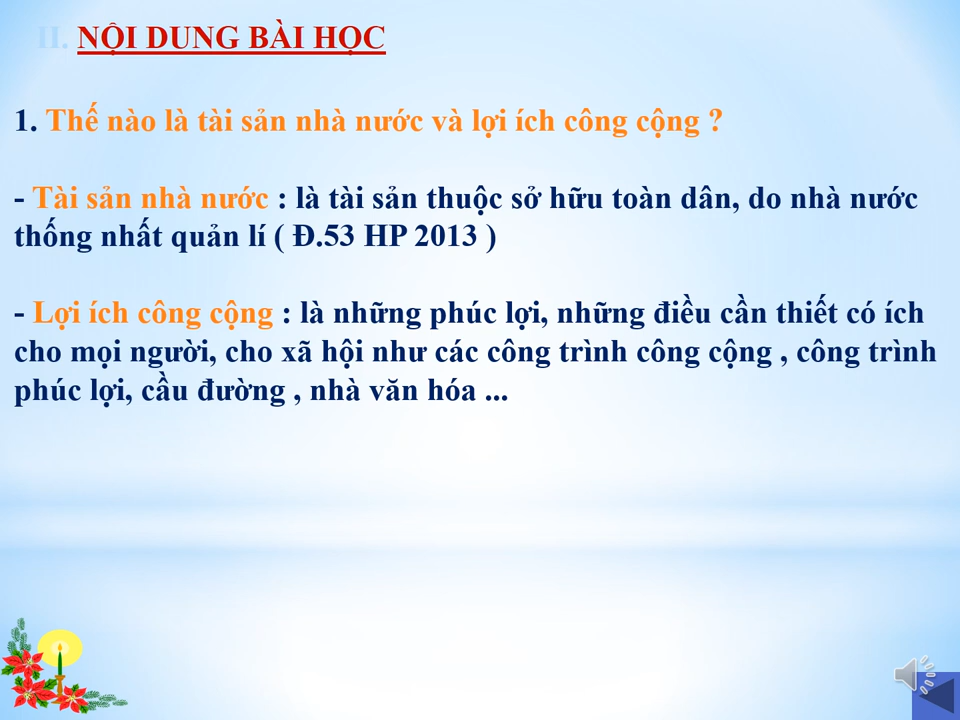 II. NỘI DUNG BÀI HỌC
1. Thế nào là tài sản nhà nước và lợi ích công cộng ?
- Tài sản nhà nước : là tài sản thuộc sở hữu toàn dân, do nhà nước
thống nhất quản lí ( Đ.53 HP 2013 )
- Lợi ích công cộng : là những phúc lợi, những điều cần thiết có ích
cho mọi người, cho xã hội như các công trình công cộng , công trình
phúc lợi, cầu đường , nhà văn hóa ...